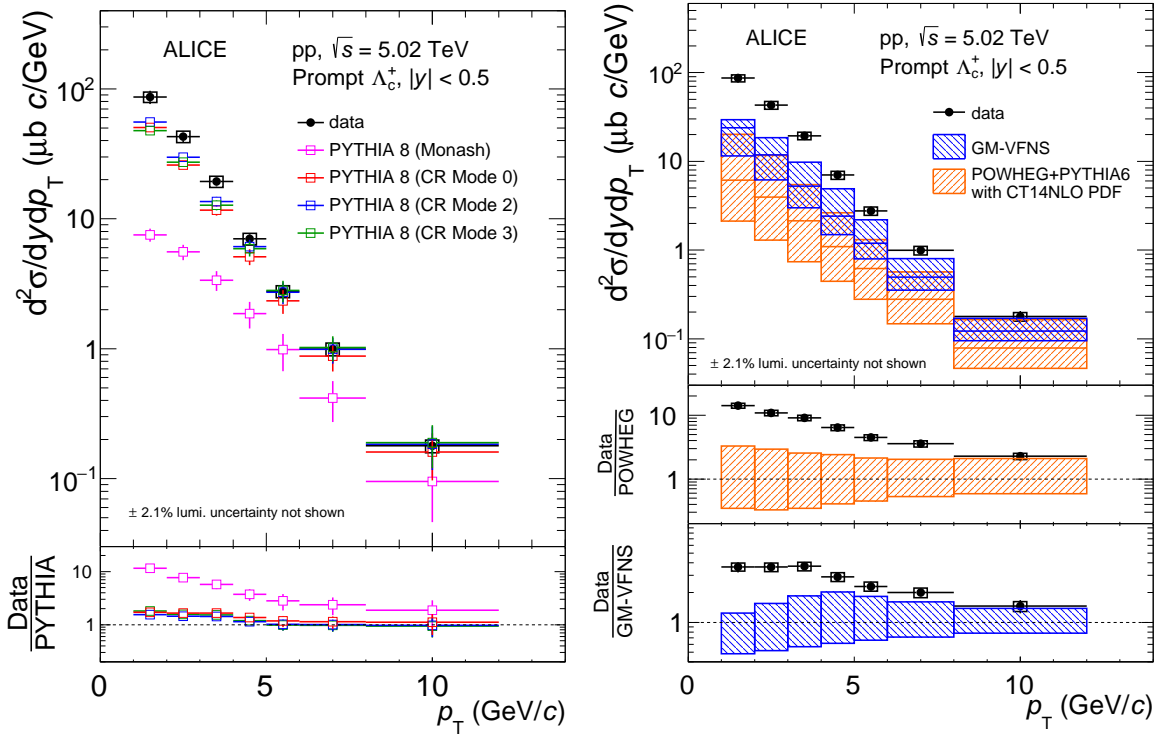 ALICE
pp, √s = 5.02 TeV
Prompt Λc+, |y| < 0.5
data
PYTHIA 8 (Monash)
PYTHIA 8 (CR Mode 0)
PYTHIA 8 (CR Mode 2)
PYTHIA 8 (CR Mode 3)
± 2.1% lumi. uncertainty not shown
d²σ/dydpT (μb c/GeV)
10²
10
1
10⁻¹
Data
PYTHIA
10
1
0 5 10
pT (GeV/c)
ALICE
pp, √s = 5.02 TeV
Prompt Λc+, |y| < 0.5
data
GM-VFNS
POWHEG+PYTHIA6
with CT14NLO PDF
± 2.1% lumi. uncertainty not shown
d²σ/dydpT (μb c/GeV)
10²
10
1
10⁻¹
Data
POWHEG
10
1
Data
GM-VFNS
1
0 5 10
pT (GeV/c)